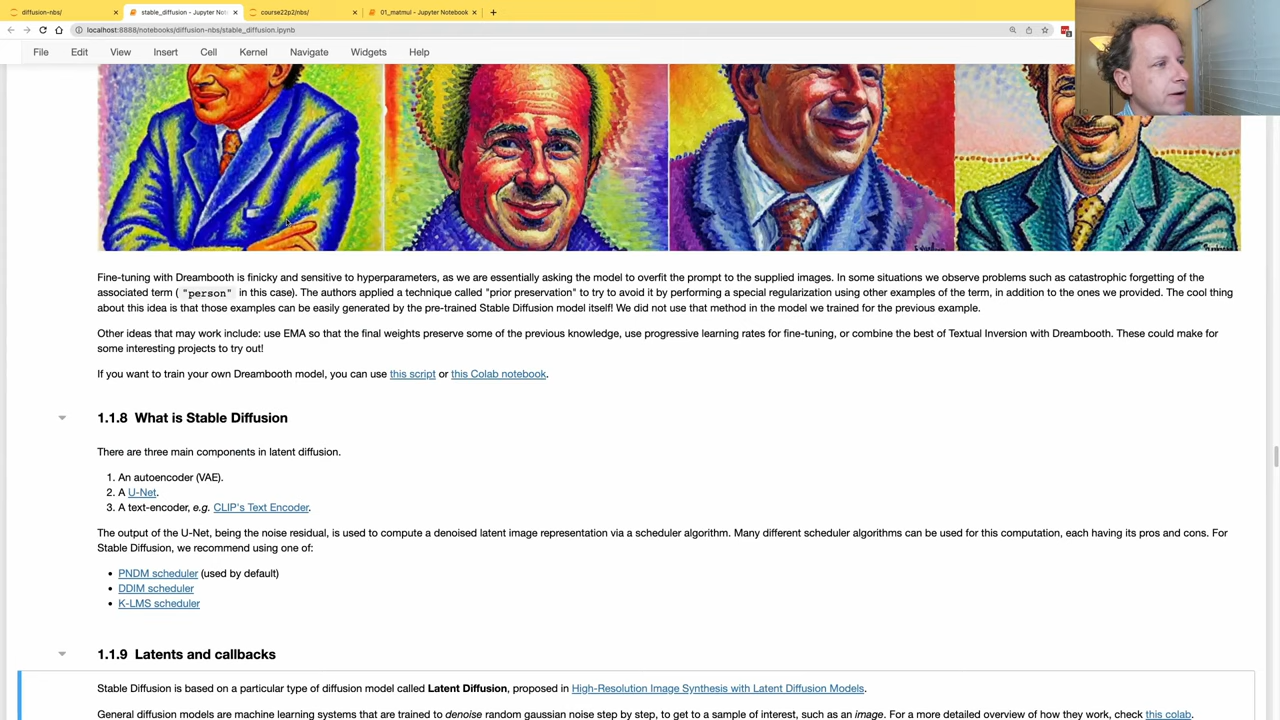 diffusion-nbs/
stable_diffusion - Jupyter Not
course22p2/nbs/
01_matmul - Jupyter Notebook
localhost:8888/notebooks/diffusion-nbs/stable_diffusion.ipynb
File Edit View Insert Cell Kernel Navigate Widgets Help
Fine-tuning with Dreambooth is finicky and sensitive to hyperparameters, as we are essentially asking the model to overfit the prompt to the supplied images. In some situations we observe problems such as catastrophic forgetting of the
associated term ( "person" in this case). The authors applied a technique called "prior preservation" to try to avoid it by performing a special regularization using other examples of the term, in addition to the ones we provided. The cool thing
about this idea is that those examples can be easily generated by the pre-trained Stable Diffusion model itself! We did not use that method in the model we trained for the previous example.
Other ideas that may work include: use EMA so that the final weights preserve some of the previous knowledge, use progressive learning rates for fine-tuning, or combine the best of Textual Inversion with Dreambooth. These could make for
some interesting projects to try out!
If you want to train your own Dreambooth model, you can use this script or this Colab notebook.
1.1.8 What is Stable Diffusion
There are three main components in latent diffusion.
1. An autoencoder (VAE).
2. A U-Net.
3. A text-encoder, e.g. CLIP's Text Encoder.
The output of the U-Net, being the noise residual, is used to compute a denoised latent image representation via a scheduler algorithm. Many different scheduler algorithms can be used for this computation, each having its pros and cons. For
Stable Diffusion, we recommend using one of:
• PNDM scheduler (used by default)
• DDIM scheduler
• K-LMS scheduler
1.1.9 Latents and callbacks
Stable Diffusion is based on a particular type of diffusion model called Latent Diffusion, proposed in High-Resolution Image Synthesis with Latent Diffusion Models.
General diffusion models are machine learning systems that are trained to denoise random gaussian noise step by step, to get to a sample of interest, such as an image. For a more detailed overview of how they work, check this colab.